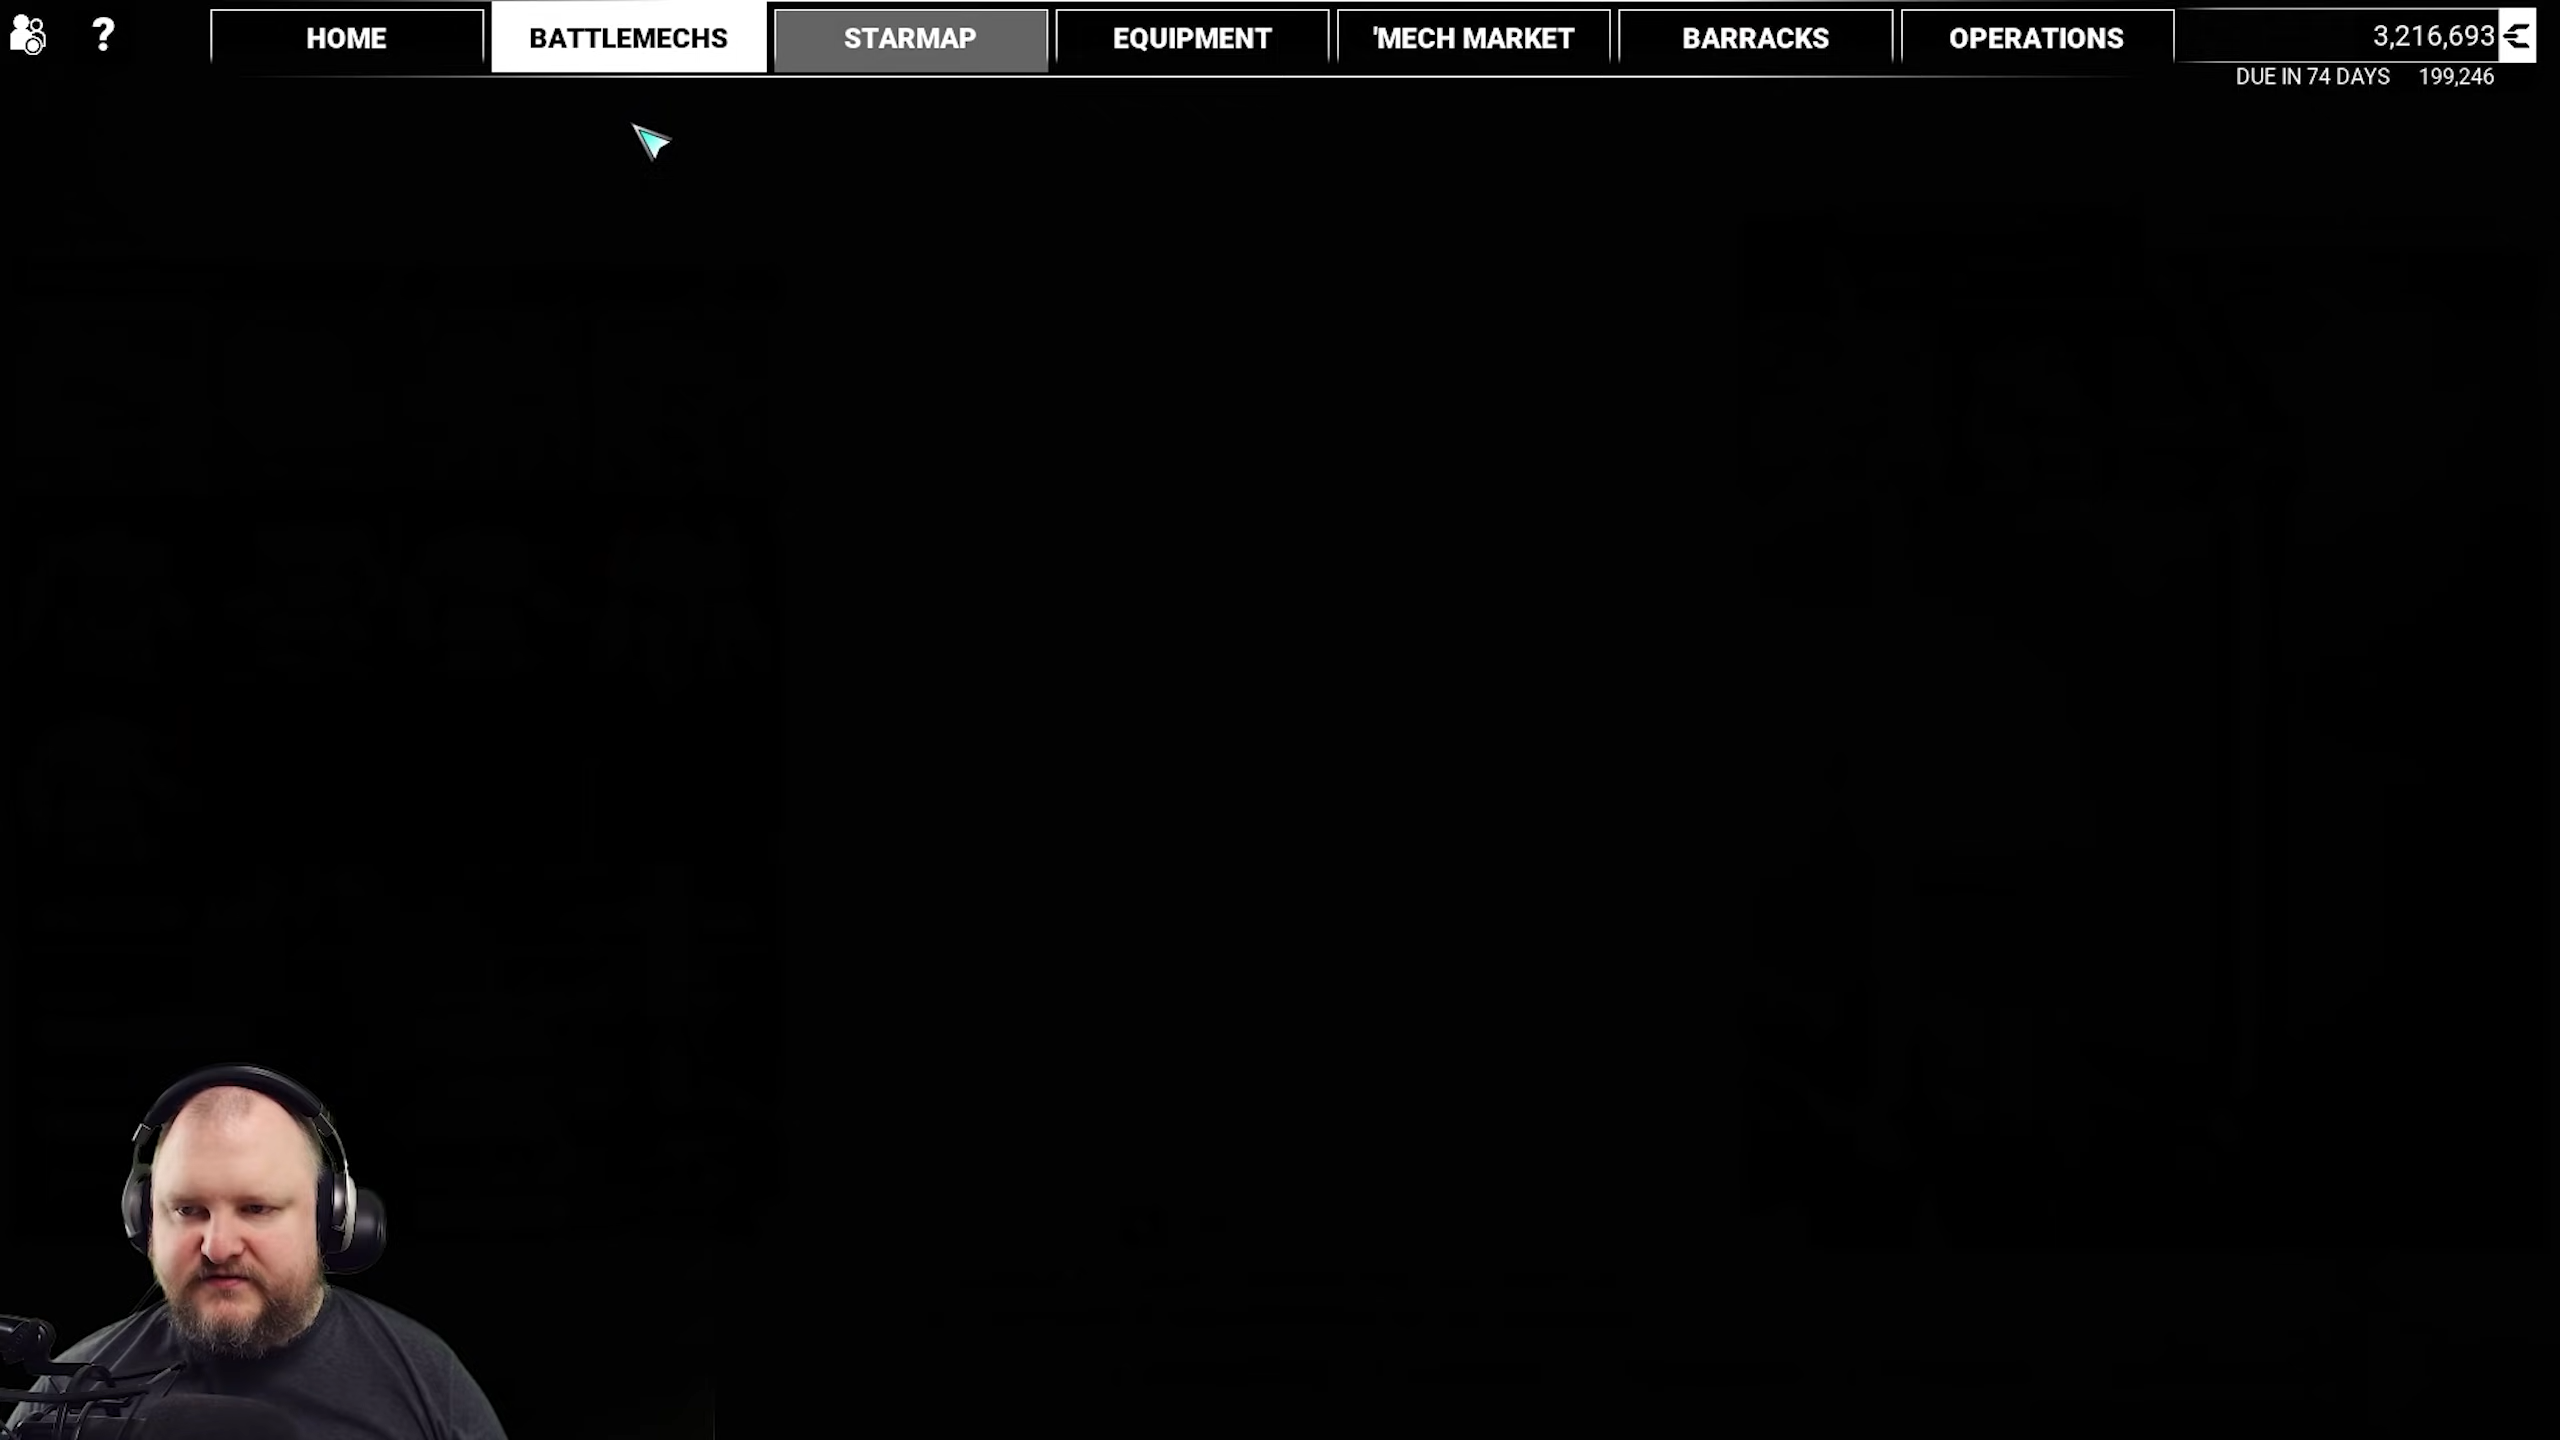 ?
HOME
BATTLEMECHS
STARMAP
EQUIPMENT
'MECH MARKET
BARRACKS
OPERATIONS
3,216,693
DUE IN 74 DAYS 199,246